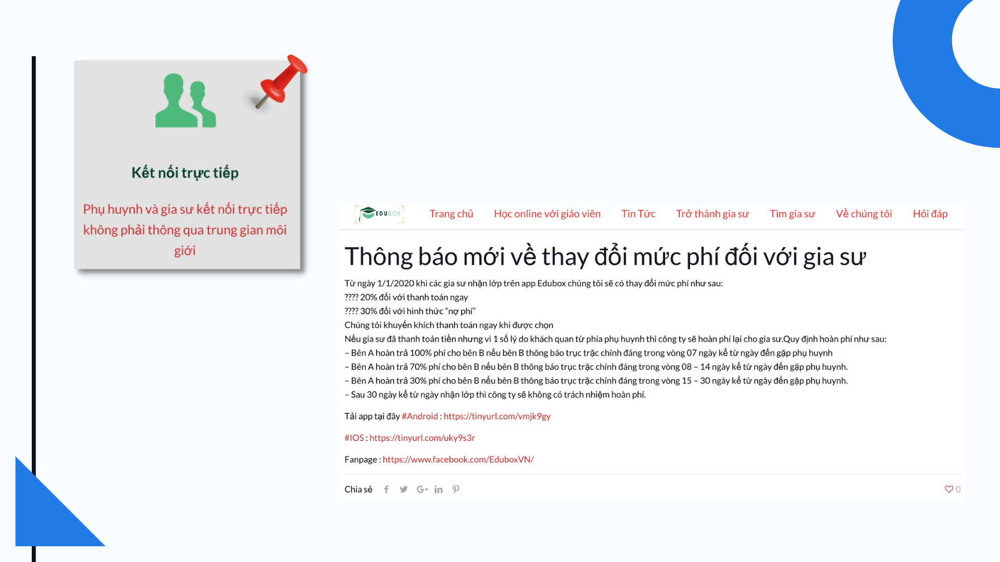 Kết nối trực tiếp
Phụ huynh và gia sư kết nối trực tiếp
không phải thông qua trung gian môi
giới
EDUBOX
Trang chủ Học online với giáo viên Tin Tức Trở thành gia sư Tìm gia sư Về chúng tôi Hỏi đáp
Thông báo mới về thay đổi mức phí đối với gia sư
Từ ngày 1/1/2020 khi các gia sư nhận lớp trên app Edubox chúng tôi sẽ có thay đổi mức phí như sau:
???? 20% đối với thanh toán ngay
???? 30% đối với hình thức “nợ phí”
Chúng tôi khuyến khích thanh toán ngay khi được chọn
Nếu gia sư đã thanh toán tiền nhưng vì 1 số lý do khách quan từ phía phụ huynh thì công ty sẽ hoàn phí lại cho gia sư.Quy định hoàn phí như sau:
– Bên A hoàn trả 100% phí cho bên B nếu bên B thông báo trục trặc chính đáng trong vòng 07 ngày kể từ ngày đến gặp phụ huynh
– Bên A hoàn trả 70% phí cho bên B nếu bên B thông báo trục trặc chính đáng trong vòng 08 – 14 ngày kể từ ngày đến gặp phụ huynh.
– Bên A hoàn trả 30% phí cho bên B nếu bên B thông báo trục trặc chính đáng trong vòng 15 – 30 ngày kể từ ngày đến gặp phụ huynh.
– Sau 30 ngày kể từ ngày nhận lớp thì công ty sẽ không có trách nhiệm hoàn phí.
Tải app tại đây #Android : https://tinyurl.com/vmjk9gy
#IOS : https://tinyurl.com/uky9s3r
Fanpage : https://www.facebook.com/EduboxVN/
Chia sẻ 0